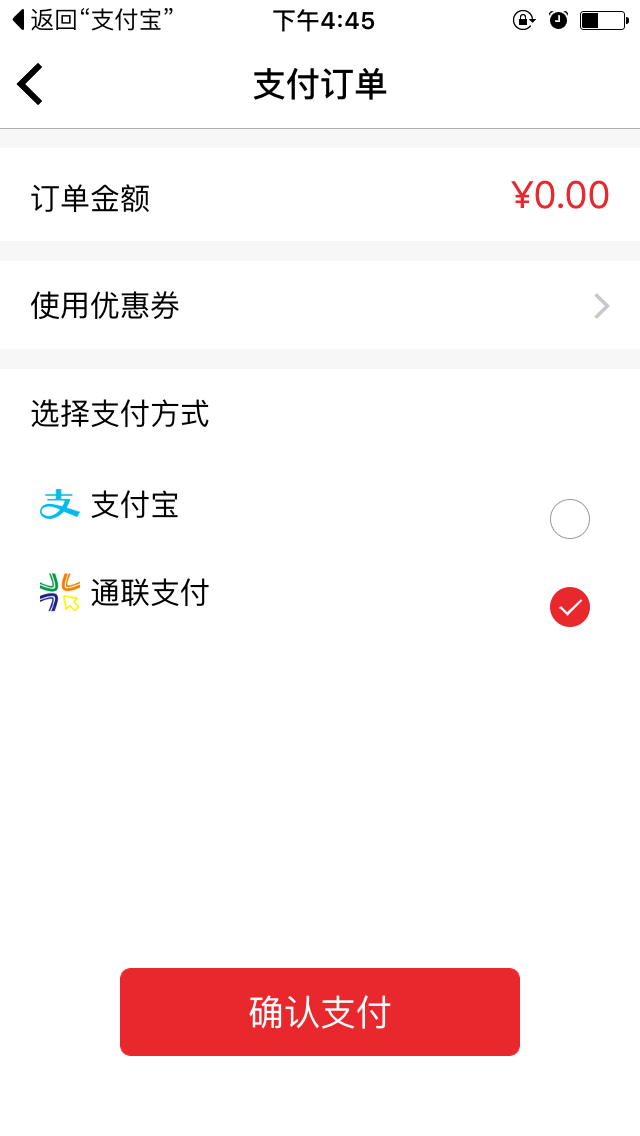 返回“支付宝”
下午4:45
支付订单
订单金额
¥0.00
使用优惠券
选择支付方式
支付宝
通联支付
确认支付